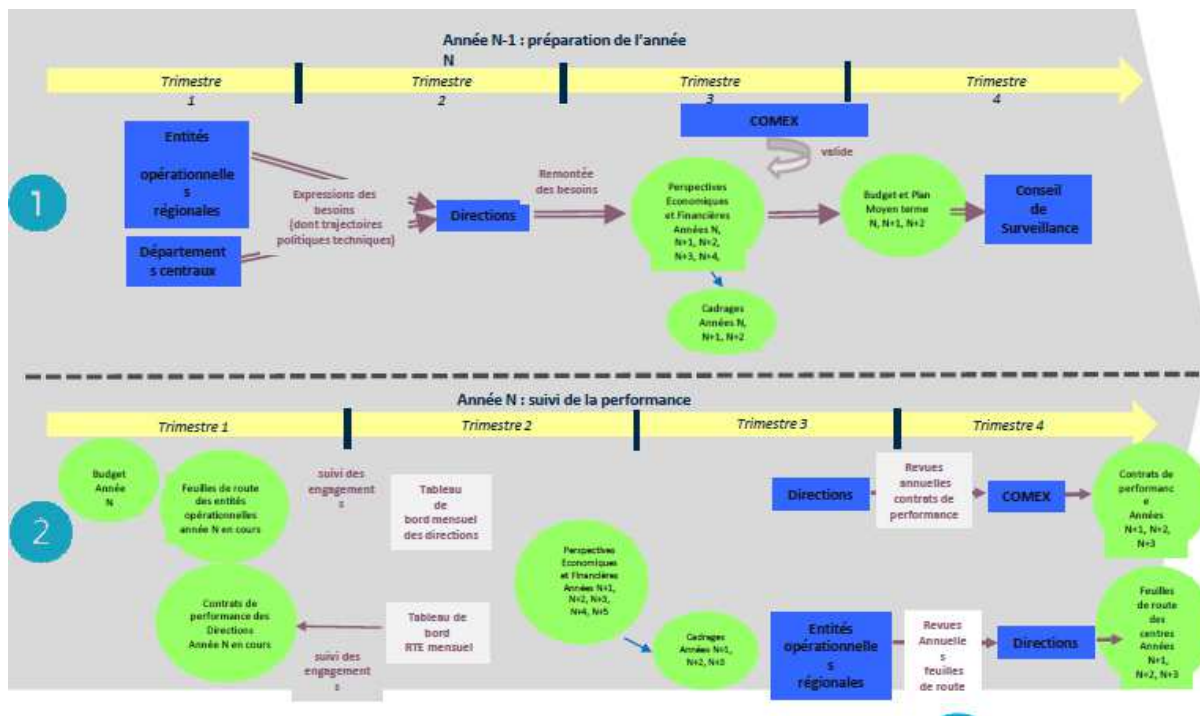 Année N-1 : préparation de l'année
N
Trimestre
1
Trimestre
2
Trimestre
3
Trimestre
4
1
Entités
opérationnelle
s
régionales
Département
s centraux
Expressions des
besoins
(dont trajectoires
politiques techniques)
Directions
Remontée
des besoins
COMEX
valide
Perspectives
Economiques
et Financières
Années N,
N+1, N+2,
N+3, N+4,
Cadrages
Années N,
N+1, N+2
Budget et Plan
Moyen terme
N, N+1, N+2
Conseil
de
Surveillance
Année N : suivi de la performance
Trimestre 1
Trimestre 2
Trimestre 3
Trimestre 4
2
Budget
Année
N
Feuilles de route
des entités
opérationnelles
année N en cours
suivi des
engagement
s
Tableau
de
bord mensuel
des directions
Contrats de
performance des
Directions
Année N en cours
suivi des
engagement
s
Tableau de
bord
RTE mensuel
Perspectives
Economiques
et Financières
Années N+1,
N+2, N+3,
N+4, N+5
Cadrages
Années N+1,
N+2, N+3
Directions
Revues
annuelles
contrats de
performance
COMEX
Contrats de
performanc
e
Années
N+1, N+2,
N+3
Entités
opérationnelle
s
régionales
Revues
Annuelle
s
feuilles
de route
Directions
Feuilles
de route
des
centres
Années
N+1,
N+2, N+3